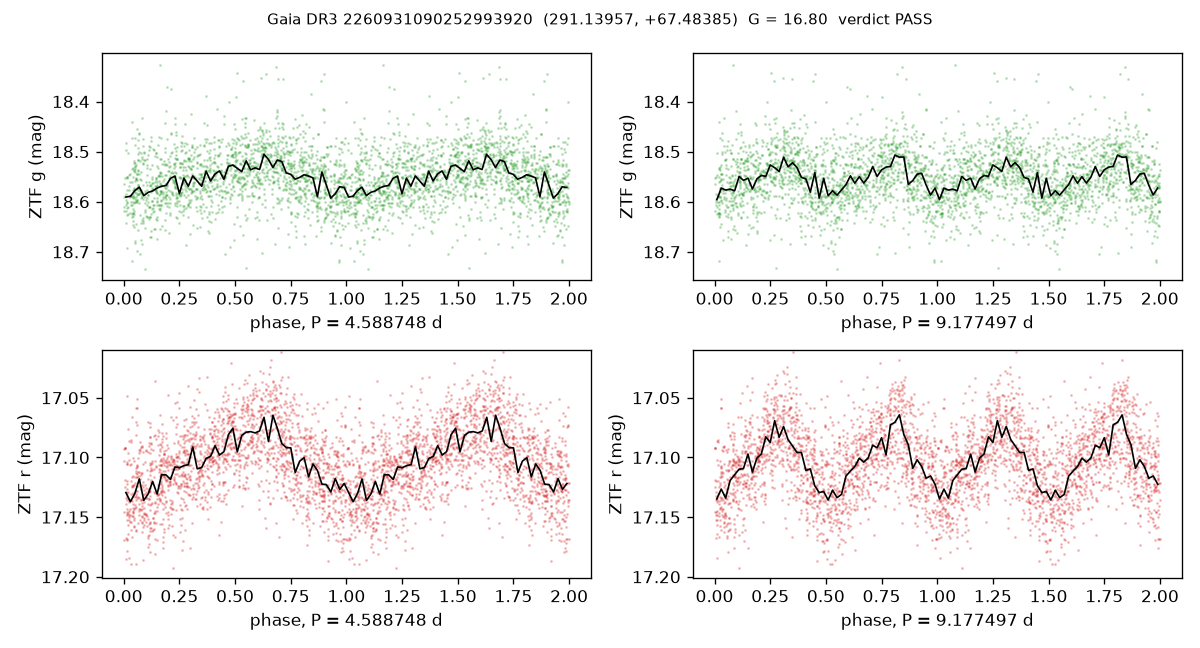 Gaia DR3 2260931090252993920 (291.13957, +67.48385) G = 16.80 verdict PASS
ZTF g (mag)
18.4
18.5
18.6
18.7
0.00 0.25 0.50 0.75 1.00 1.25 1.50 1.75 2.00
phase, P = 4.588748 d
ZTF g (mag)
18.4
18.5
18.6
18.7
0.00 0.25 0.50 0.75 1.00 1.25 1.50 1.75 2.00
phase, P = 9.177497 d
ZTF r (mag)
17.05
17.10
17.15
17.20
0.00 0.25 0.50 0.75 1.00 1.25 1.50 1.75 2.00
phase, P = 4.588748 d
ZTF r (mag)
17.05
17.10
17.15
17.20
0.00 0.25 0.50 0.75 1.00 1.25 1.50 1.75 2.00
phase, P = 9.177497 d